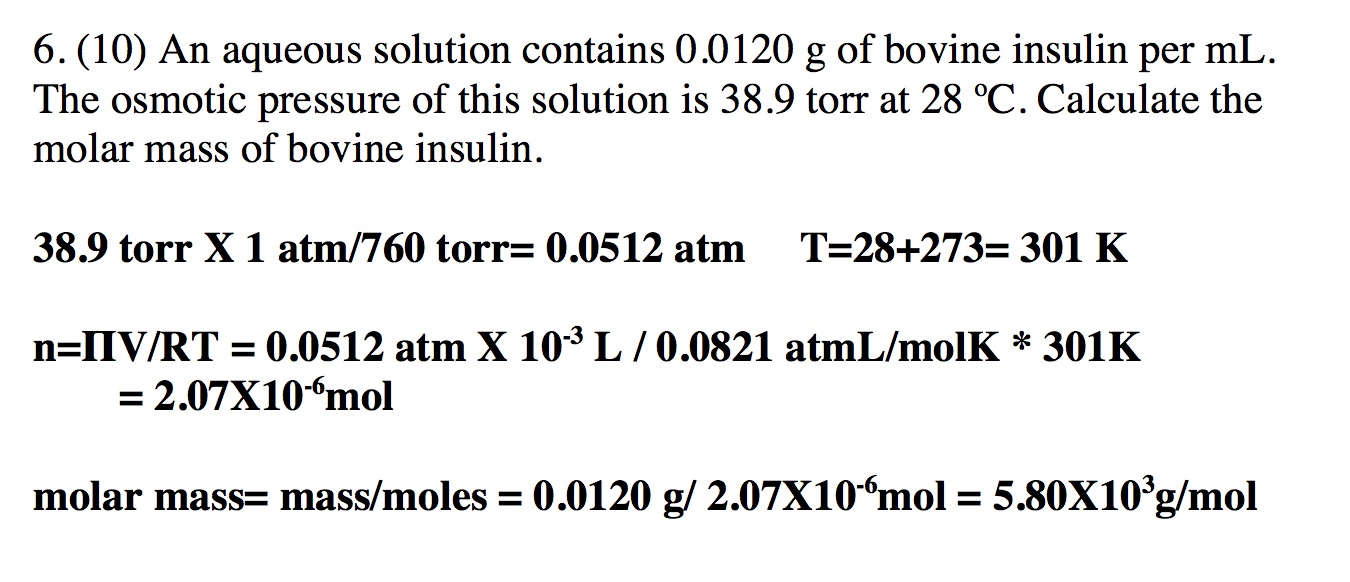 6. (10) An aqueous solution contains 0.0120 g of bovine insulin per mL.
The osmotic pressure of this solution is 38.9 torr at 28 ºC. Calculate the
molar mass of bovine insulin.
38.9 torr X 1 atm/760 torr= 0.0512 atm T=28+273= 301 K
n=ΠV/RT = 0.0512 atm X 10⁻³ L / 0.0821 atmL/molK * 301K
= 2.07X10⁻⁶mol
molar mass= mass/moles = 0.0120 g/ 2.07X10⁻⁶mol = 5.80X10³g/mol